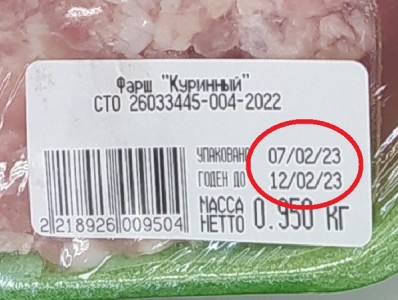 Фарш "Куринный"
СТО 26033445-004-2022
УПАКОВАНО 07/02/23
ГОДЕН ДО 12/02/23
МАССА НЕТТО 0.950 кг
2 218926 009504